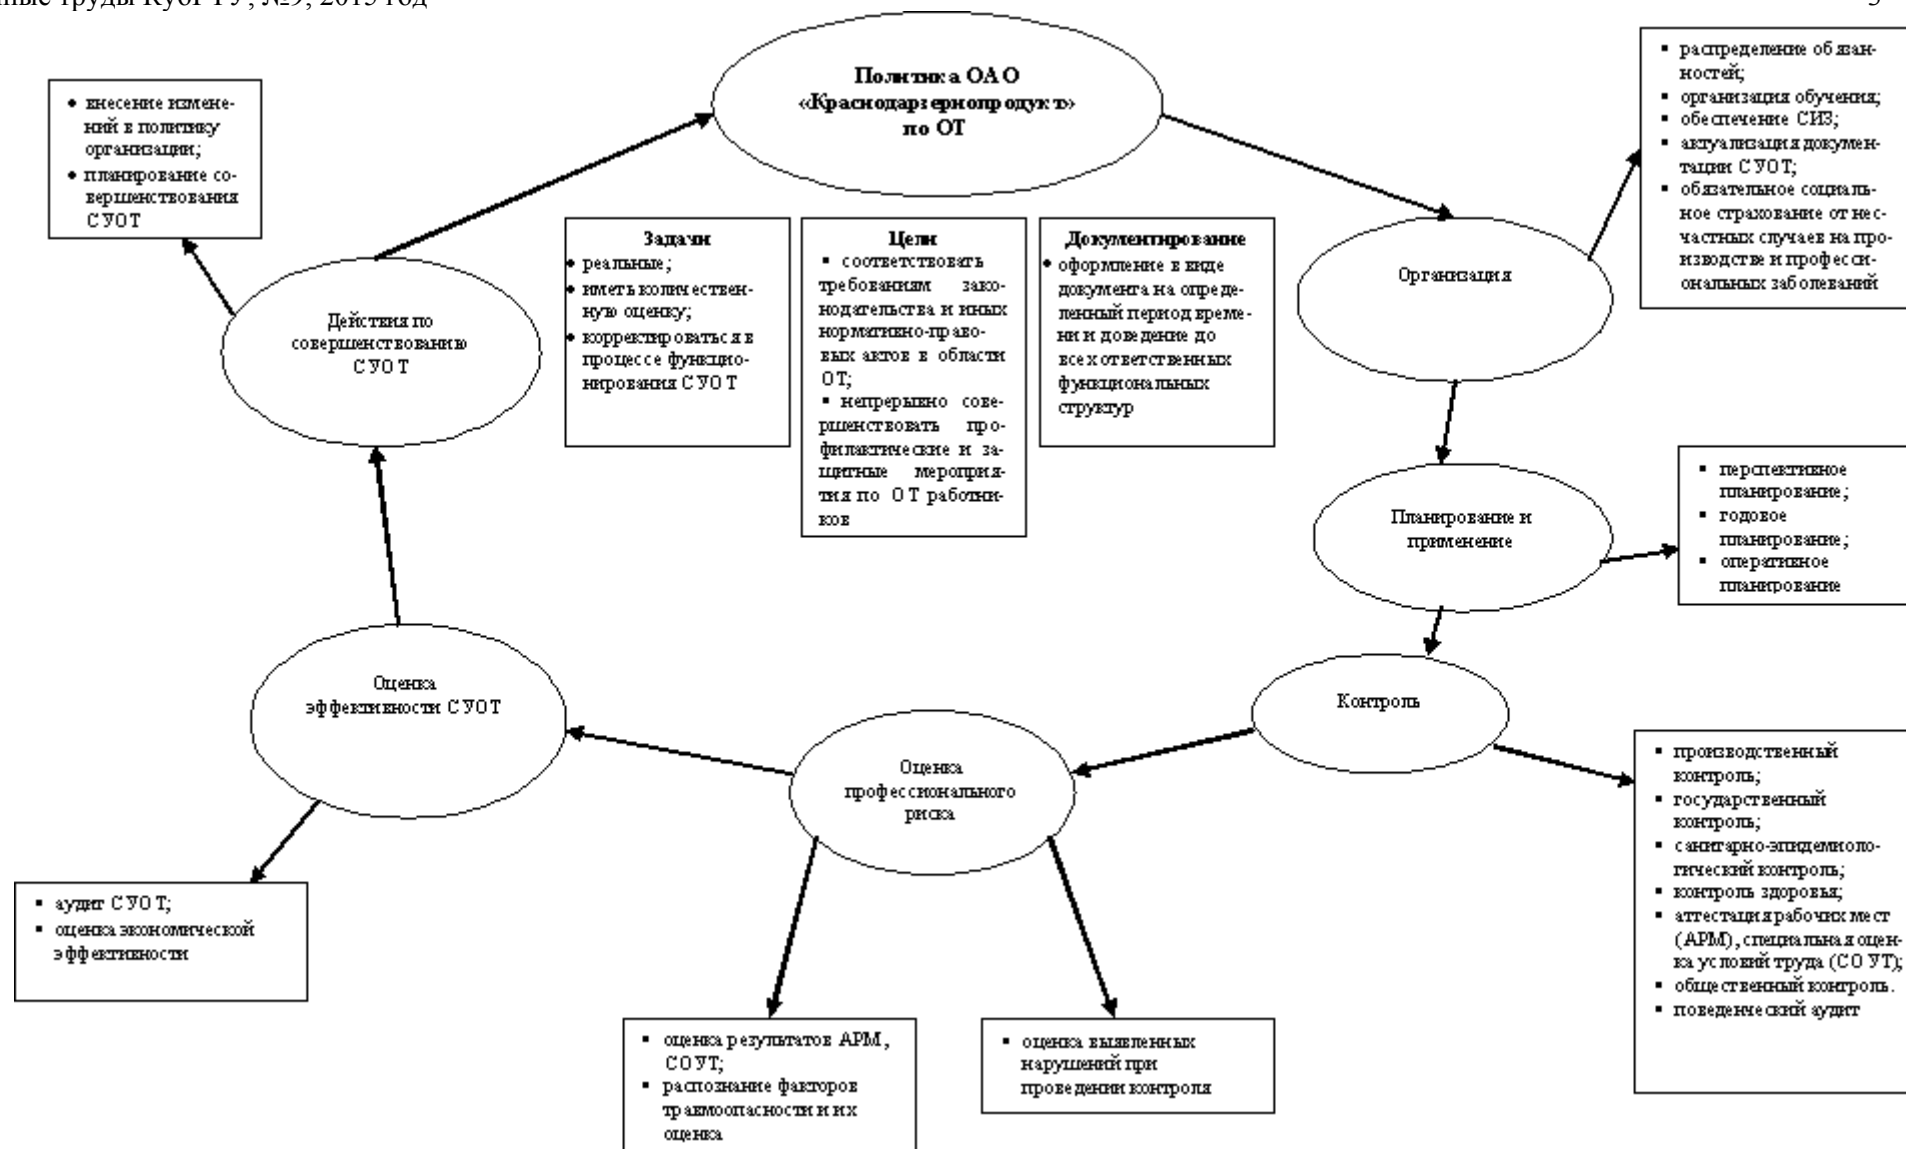 ные труды КубГТУ, №9, 2015 год
Политика ОАО
«Краснодарзернопродукт»
по ОТ
внесение измене-
ний в политику
организации;
планирование со-
вершенствования
СУОТ
распределение обязан-
ностей;
организация обучения;
обеспечение СИЗ;
актуализация докумен-
тации СУОТ;
обязательное социаль-
ное страхование от нес-
частных случаев на про-
изводстве и професси-
ональных заболеваний
Действия по
совершенствованию
СУОТ
Задачи
реальные;
иметь количествен-
ную оценку;
корректироваться в
процессе функцио-
нирования СУОТ
Цели
соответствовать
требованиям зако-
нодательства и иных
нормативно-право-
вых актов в области
ОТ;
непрерывно сове-
ршенствовать про-
филактические и за-
щитные мероприя-
тия по ОТ работни-
ков
Документирование
оформление в виде
документа на опреде-
ленный период време-
ни и доведение до
всех ответственных
функциональных
структур
Организация
Планирование и
применение
перспективное
планирование;
годовое
планирование;
оперативное
планирование
Оценка
эффективности СУОТ
Оценка
профессионального
риска
Контроль
производственный
контроль;
государственный
контроль;
санитарно-эпидемиоло-
гический контроль;
контроль здоровья;
аттестация рабочих мест
(АРМ), специальная оцен-
ка условий труда (СОУТ);
общественный контроль.
поведенческий аудит
аудит СУОТ;
оценка экономической
эффективности
оценка результатов АРМ,
СОУТ;
распознание факторов
травмоопасности и их
оценка
оценка выявленных
нарушений при
проведении контроля